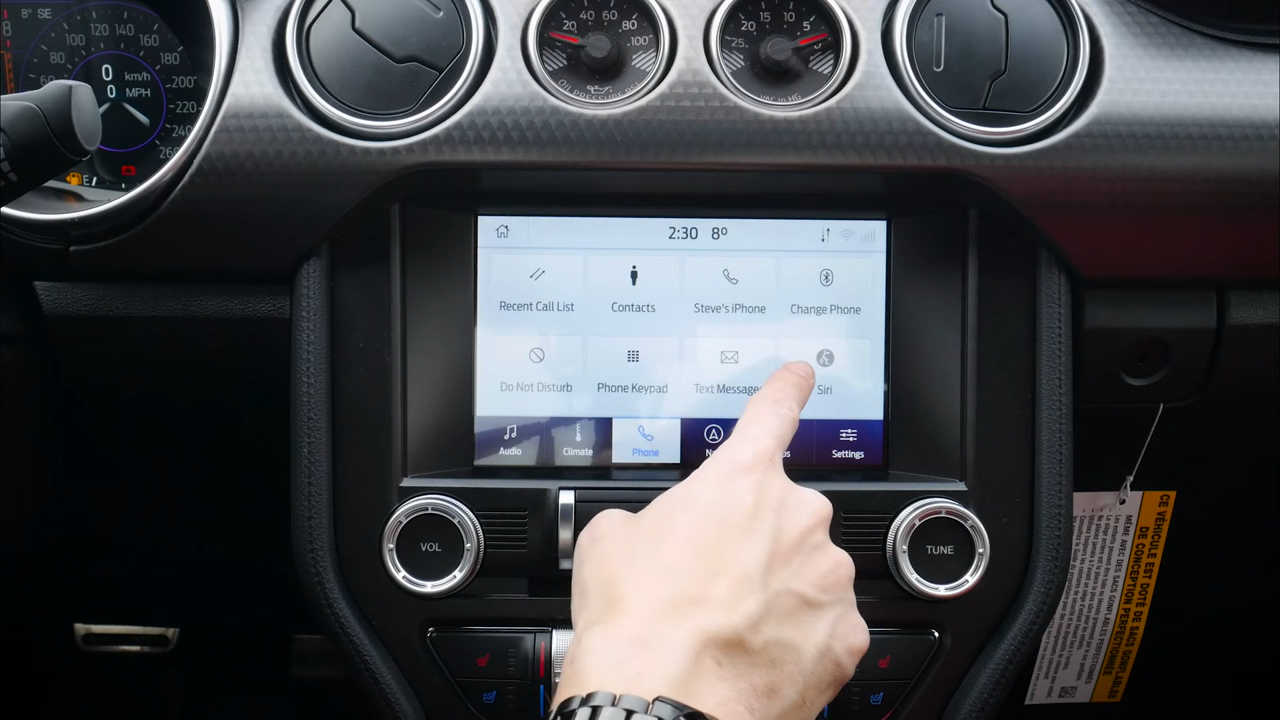 8° SE
60
80
100
120
140
160
180
200
220
240
260
0 km/h
0 MPH
E
20
40
60
80
100
OIL PRESSURE
25
20
15
10
5
VAC IN HG
2:30 8°
Recent Call List
Contacts
Steve's iPhone
Change Phone
Do Not Disturb
Phone Keypad
Text Message
Siri
Audio
Climate
Phone
Settings
VOL
TUNE
CE VÉHICULE EST DOTÉ DE SACS GONFLABLES
DE CONCEPTION PERFECTIONNÉE
MÊME AVEC DES SACS GONFLABLES PERFECTIONNÉS